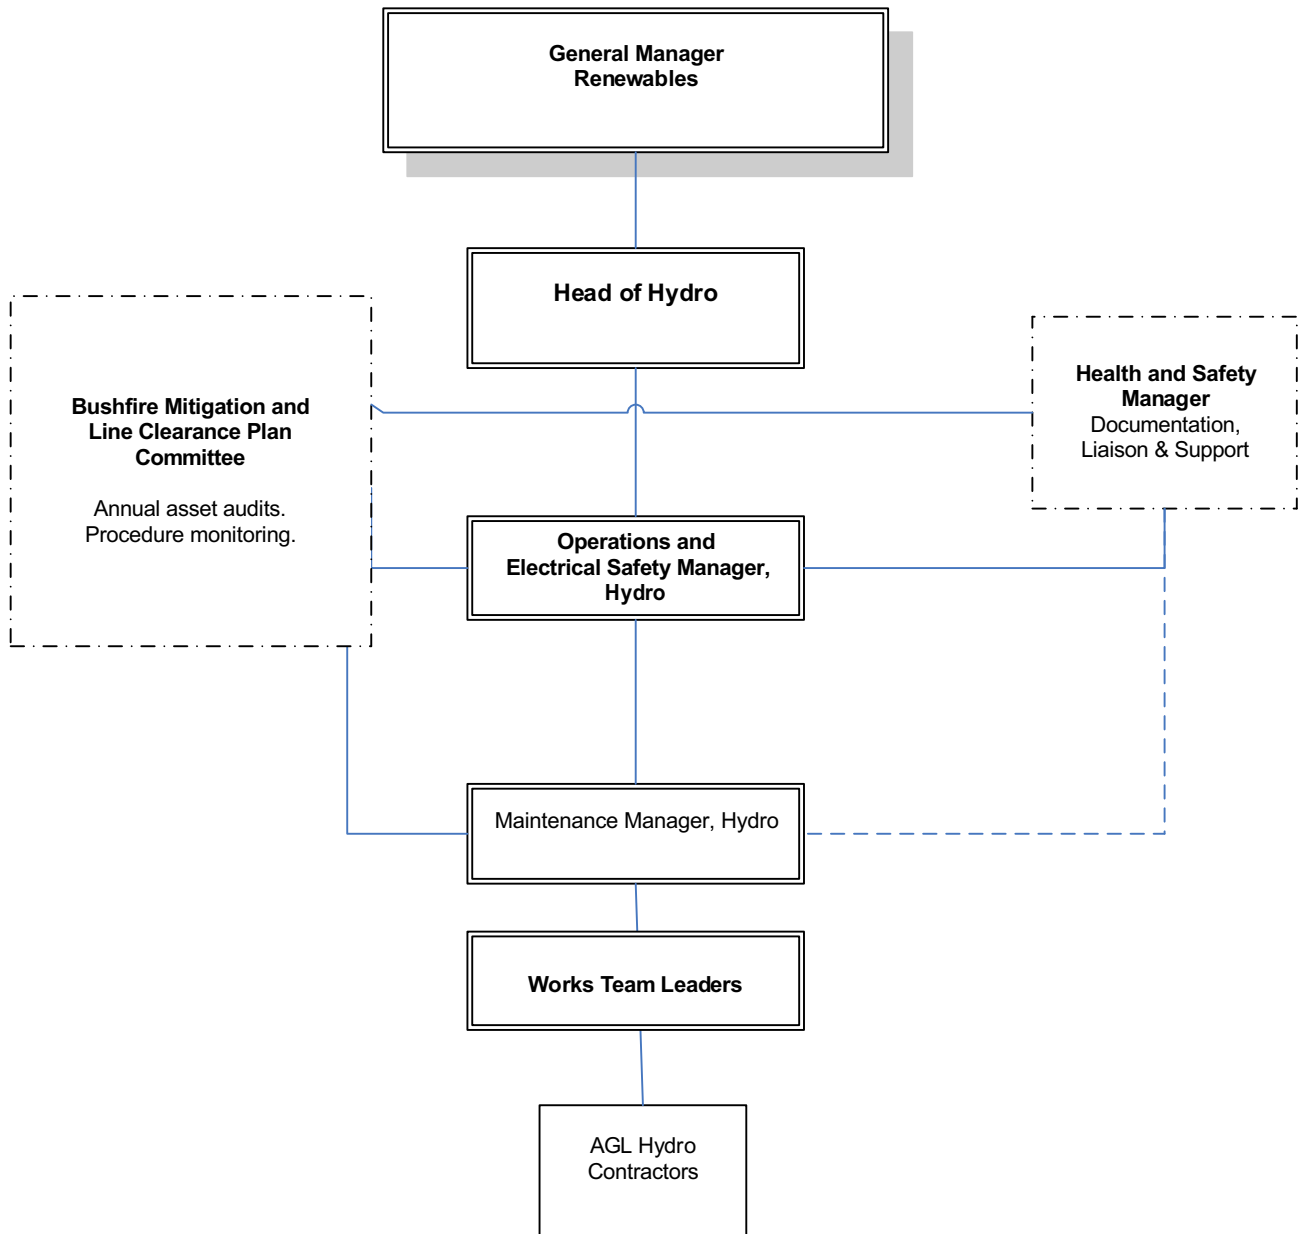 General Manager
Renewables
Head of Hydro
Bushfire Mitigation and
Line Clearance Plan
Committee
Annual asset audits.
Procedure monitoring.
Health and Safety
Manager
Documentation,
Liaison & Support
Operations and
Electrical Safety Manager,
Hydro
Maintenance Manager, Hydro
Works Team Leaders
AGL Hydro
Contractors